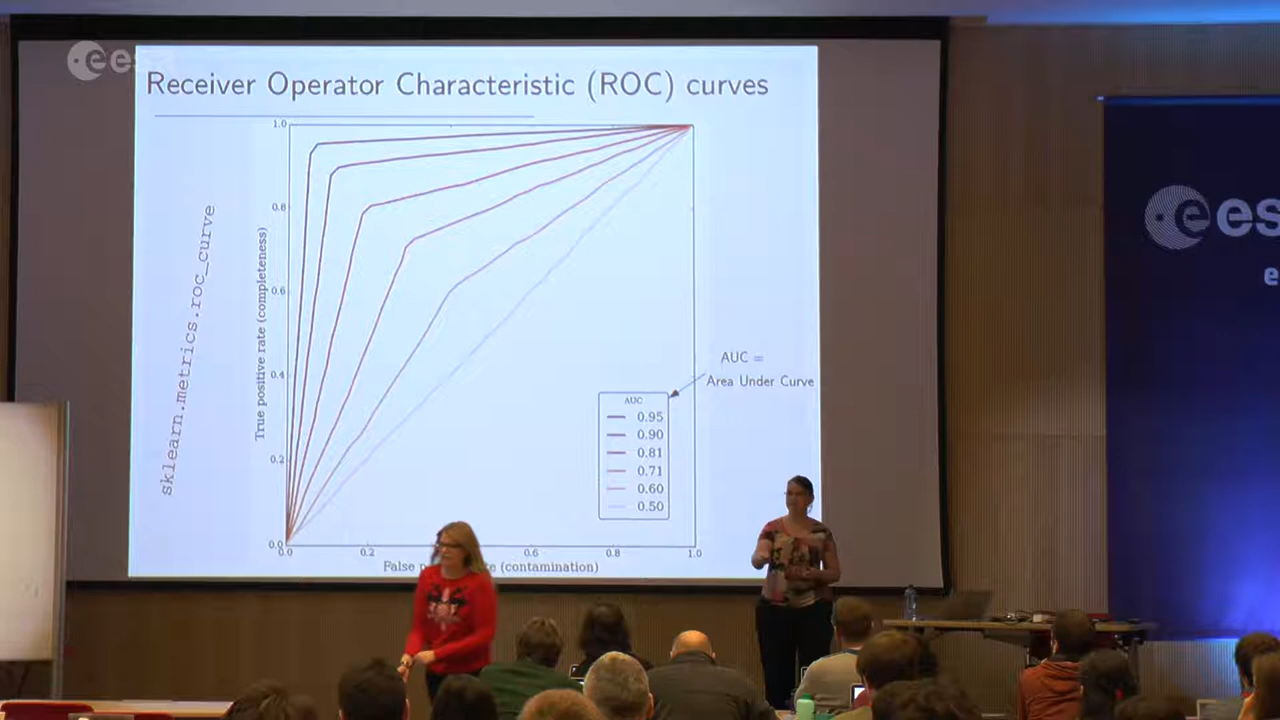 esa
Receiver Operator Characteristic (ROC) curves
sklearn.metrics.roc_curve
True positive rate (completeness)
1.0
0.8
0.6
0.4
0.2
0.0
0.0 0.2 0.6 0.8 1.0
False p e (contamination)
AUC =
Area Under Curve
AUC
0.95
0.90
0.81
0.71
0.60
0.50
es
e